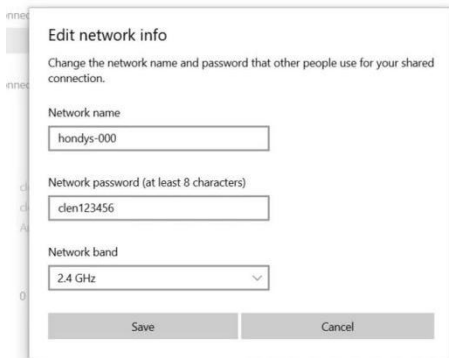 Edit network info
Change the network name and password that other people use for your shared
connection.
Network name
hondys-000
Network password (at least 8 characters)
clen123456
Network band
2.4 GHz
Save
Cancel
0